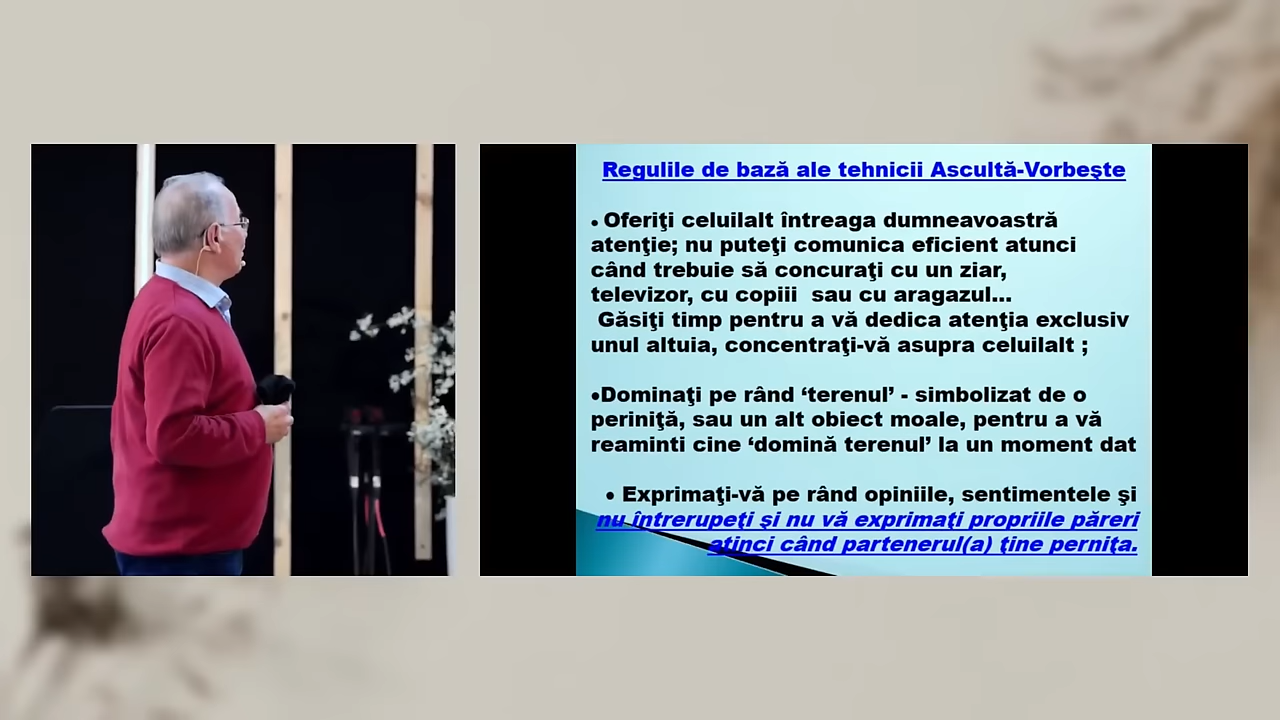 Regulile de bază ale tehnicii Ascultă-Vorbeşte
• Oferiţi celuilalt întreaga dumneavoastră
atenţie; nu puteţi comunica eficient atunci
când trebuie să concuraţi cu un ziar,
televizor, cu copiii sau cu aragazul...
Găsiţi timp pentru a vă dedica atenţia exclusiv
unul altuia, concentraţi-vă asupra celuilalt ;
•Dominaţi pe rând ‘terenul’ - simbolizat de o
periniţă, sau un alt obiect moale, pentru a vă
reaminti cine ‘domină terenul’ la un moment dat
• Exprimaţi-vă pe rând opiniile, sentimentele şi
nu întrerupeţi şi nu vă exprimaţi propriile păreri
atinci când partenerul(a) ţine perniţa.